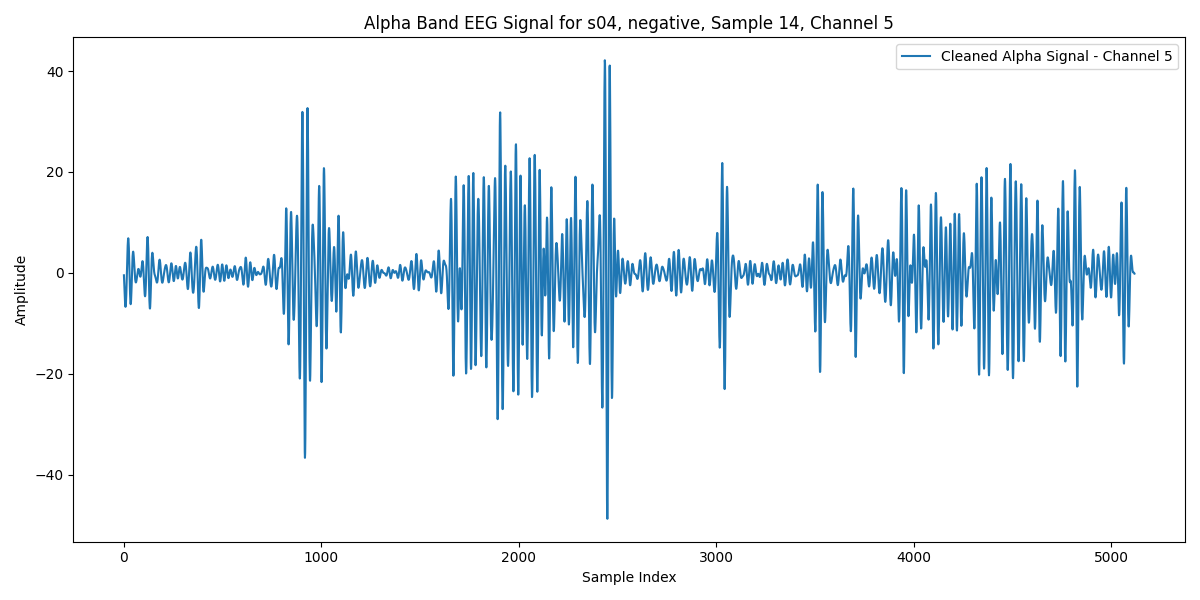 Alpha Band EEG Signal for s04, negative, Sample 14, Channel 5
Cleaned Alpha Signal - Channel 5
Amplitude
40
20
0
−20
−40
0 1000 2000 3000 4000 5000
Sample Index